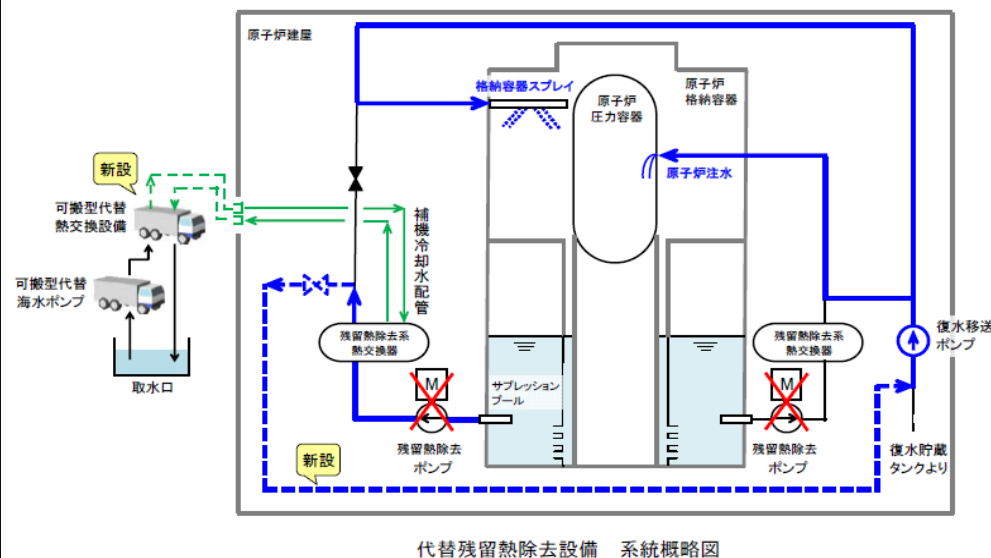 原子炉建屋
格納容器スプレイ
原子炉
圧力容器
原子炉
格納容器
原子炉注水
新設
可搬型代替
熱交換設備
可搬型代替
海水ポンプ
取水口
補機冷却水配管
残留熱除去系
熱交換器
M
残留熱除去
ポンプ
サプレッション
プール
残留熱除去系
熱交換器
M
残留熱除去
ポンプ
復水移送
ポンプ
復水貯蔵
タンクより
新設
代替残留熱除去設備 系統概略図